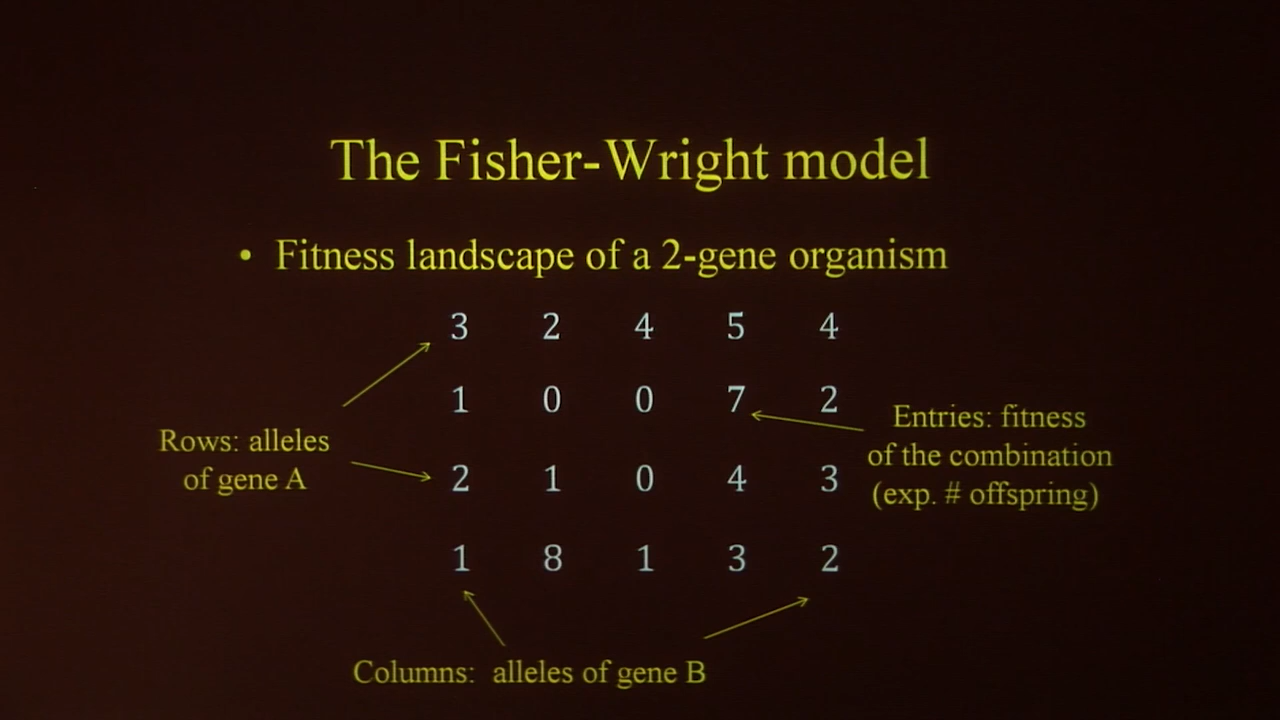 The Fisher-Wright model
• Fitness landscape of a 2-gene organism
3 2 4 5 4
1 0 0 7 2
2 1 0 4 3
1 8 1 3 2
Rows: alleles
of gene A
Entries: fitness
of the combination
(exp. # offspring)
Columns: alleles of gene B